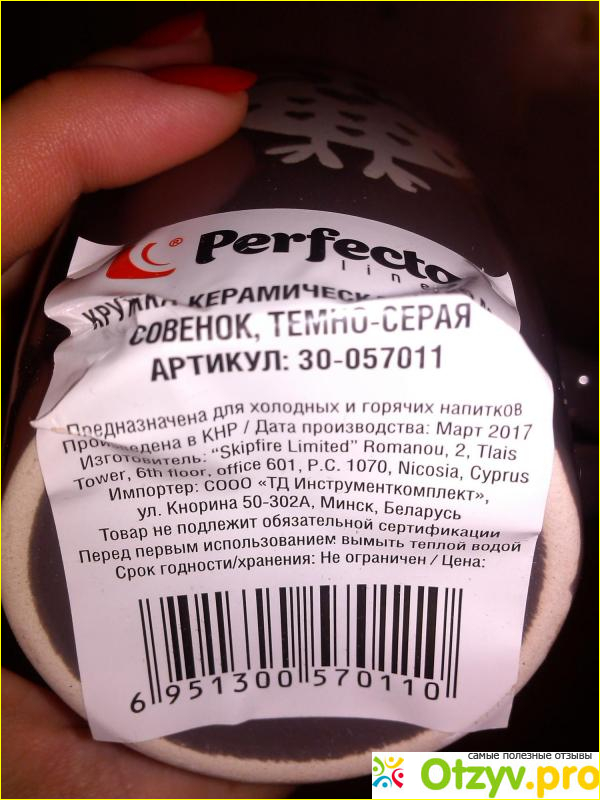 Perfecto
line
КЕРАМИЧЕСК
СОВЕНОК, ТЕМНО-СЕРАЯ
АРТИКУЛ: 30-057011
Предназначена для холодных и горячих напитков
Произведена в КНР / Дата производства: Март 2017
Изготовитель: "Skipfire Limited" Romanou, 2, Tlais
Tower, 6th floor, office 601, P.C. 1070, Nicosia, Cyprus
Импортер: СООО «ТД Инструменткомплект»,
ул. Кнорина 50-302А, Минск, Беларусь
Товар не подлежит обязательной сертификации
Перед первым использованием вымыть теплой водой
Срок годности/хранения: Не ограничен / Цена:
6 951300 570110
самые полезные отзывы
Otzyv.pro